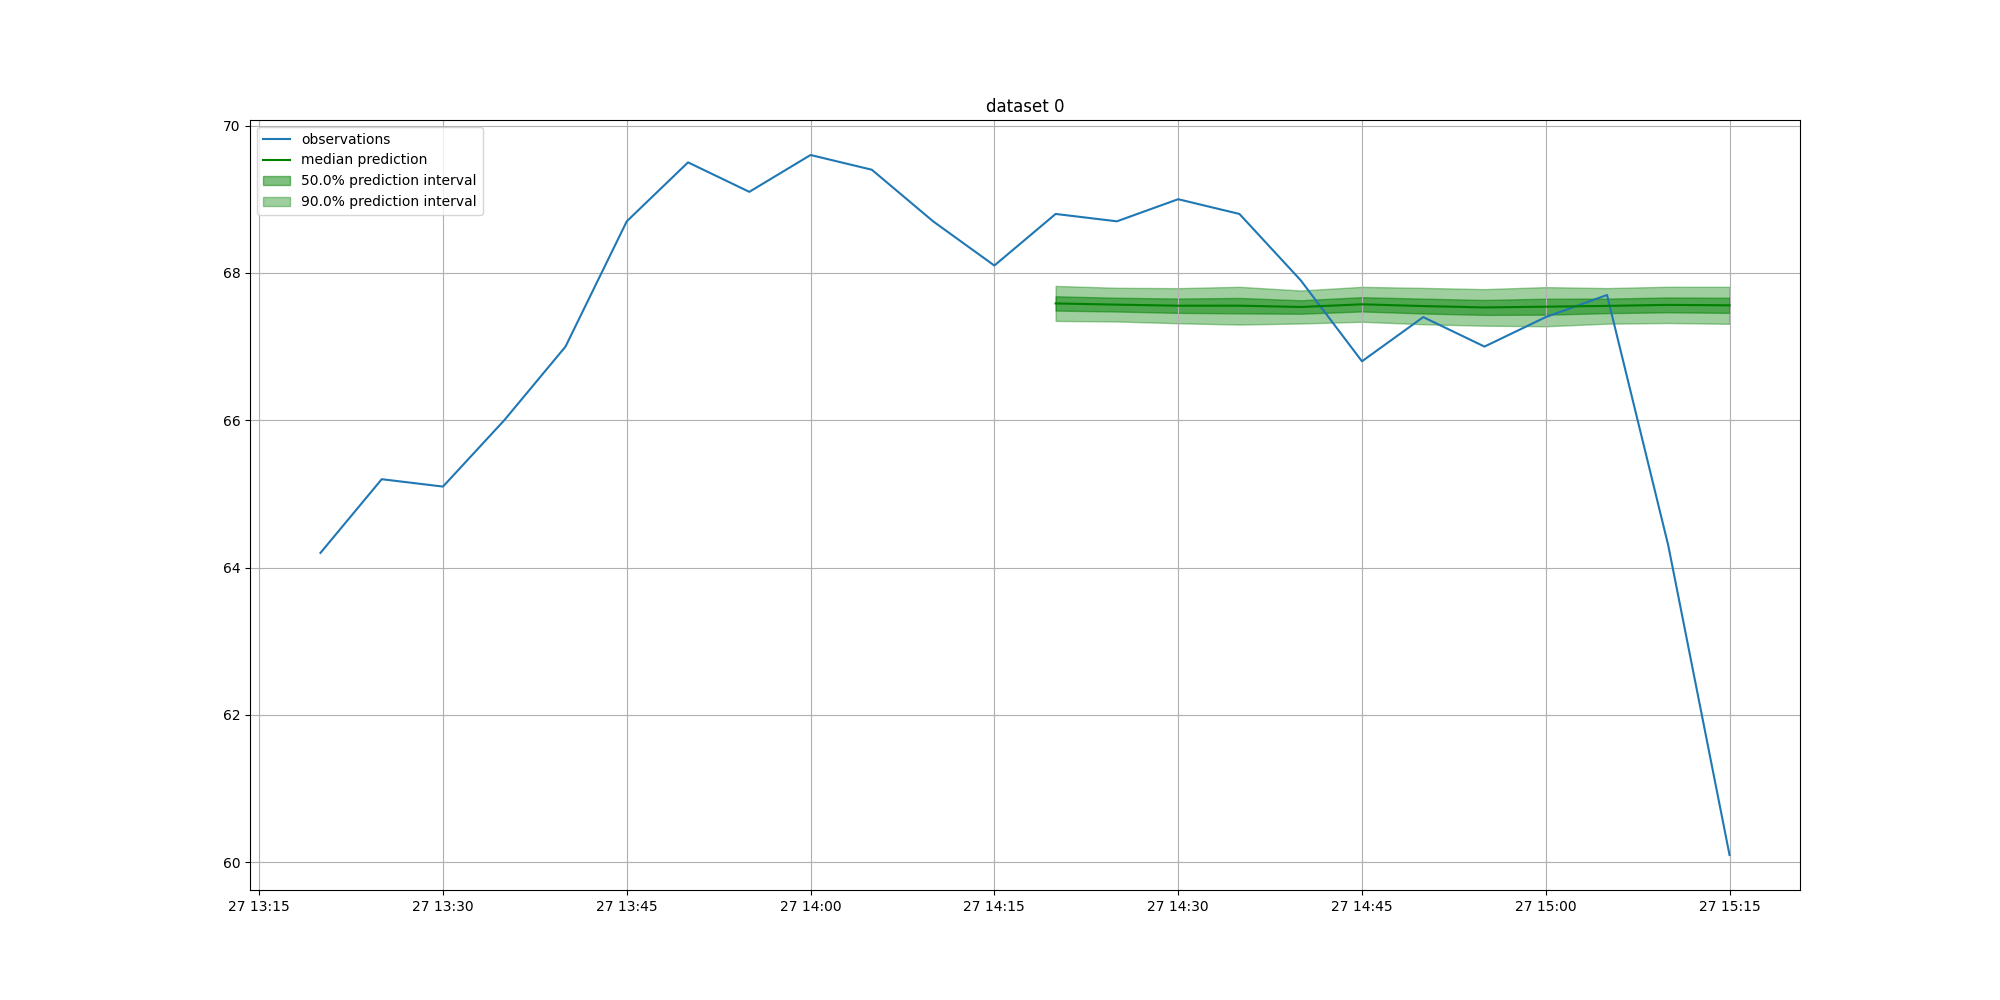 dataset 0
observations
median prediction
50.0% prediction interval
90.0% prediction interval
70
68
66
64
62
60
27 13:15 27 13:30 27 13:45 27 14:00 27 14:15 27 14:30 27 14:45 27 15:00 27 15:15